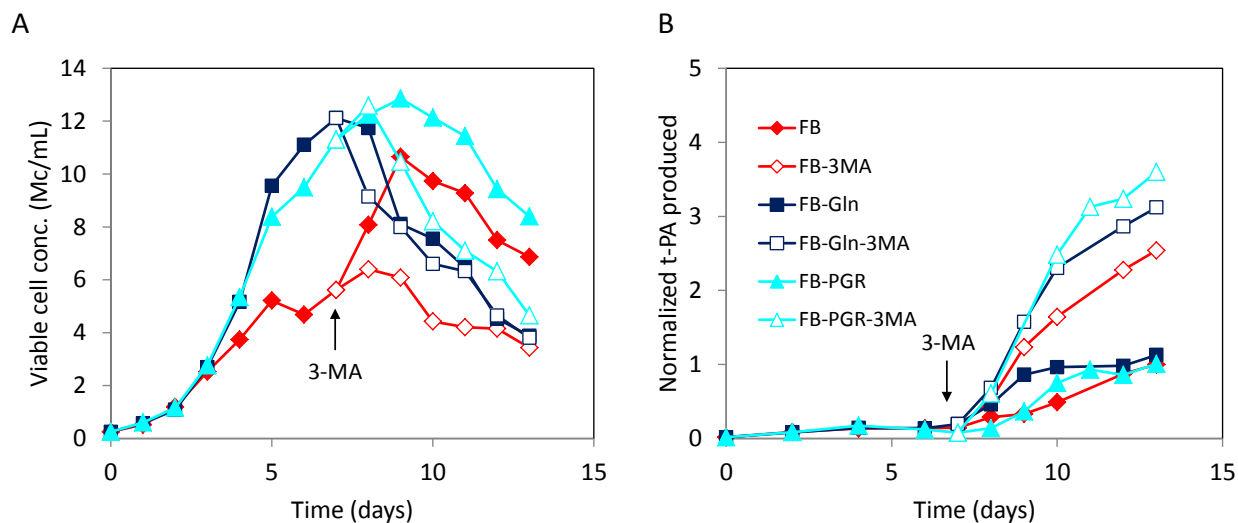 A
14
12
10
8
6
4
2
0
Viable cell conc. (Mc/mL)
3-MA
0
5
10
15
Time (days)
B
5
4
3
2
1
0
Normalized t-PA produced
FB
FB-3MA
FB-Gln
FB-Gln-3MA
FB-PGR
FB-PGR-3MA
3-MA
0
5
10
15
Time (days)